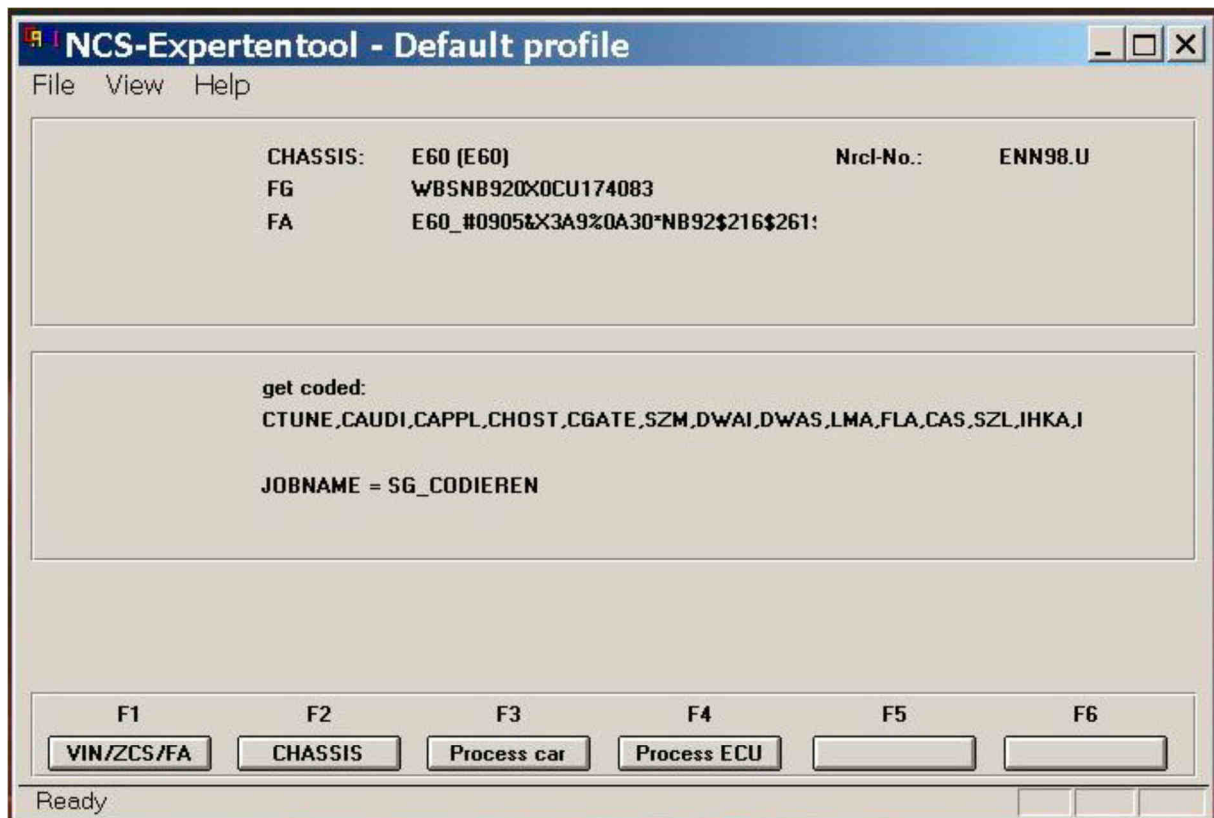 NCS-Expertentool - Default profile
File View Help
CHASSIS: E60 (E60) Nrcl-No.: ENN98.U
FG WBSNB920X0CU174083
FA E60_#0905&X3A9%0A30*NB92$216$261
get coded:
CTUNE,CAUDI,CAPPL,CHOST,CGATE,SZM,DWAI,DWAS,LMA,FLA,CAS,SZL,IHKA,I
JOBNAME = SG_CODIEREN
F1 F2 F3 F4 F5 F6
VIN/ZCS/FA CHASSIS Process car Process ECU
Ready